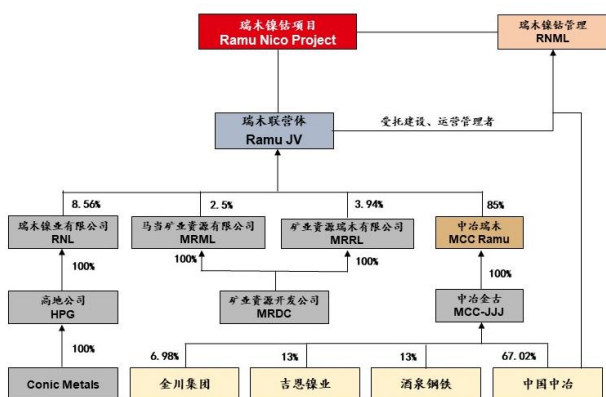 瑞木镍钴项目
Ramu Nico Project
瑞木镍钴管理
RNML
瑞木联营体
Ramu JV
受托建设、运营管理者
8.56%
2.5%
3.94%
85%
瑞木镍业有限公司
RNL
马当矿业资源有限公司
MRML
矿业资源瑞木有限公司
MRRL
中冶瑞木
MCC Ramu
100%
100%
100%
100%
高地公司
HPG
矿业资源开发公司
MRDC
中冶金吉
MCC-JJJ
100%
6.98%
13%
13%
67.02%
Conic Metals
金川集团
吉恩镍业
酒泉钢铁
中国中冶